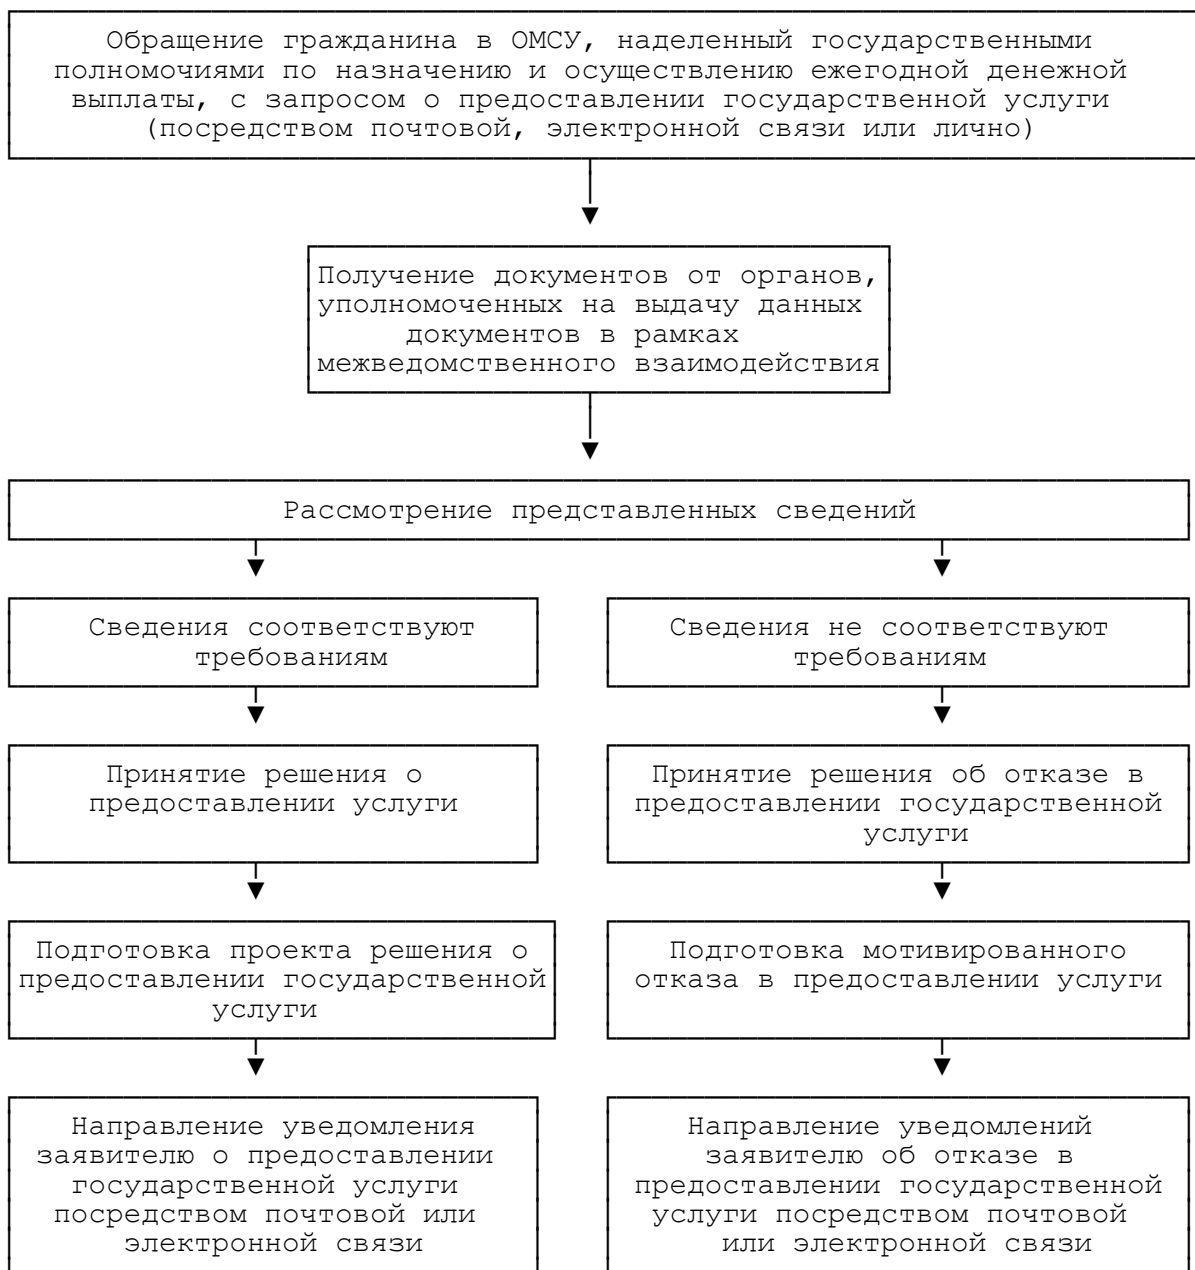 Обращение гражданина в ОМСУ, наделенный государственными
полномочиями по назначению и осуществлению ежегодной денежной
выплаты, с запросом о предоставлении государственной услуги
(посредством почтовой, электронной связи или лично)
Получение документов от органов,
уполномоченных на выдачу данных
документов в рамках
межведомственного взаимодействия
Рассмотрение представленных сведений
Сведения соответствуют
требованиям
Сведения не соответствуют
требованиям
Принятие решения о
предоставлении услуги
Принятие решения об отказе в
предоставлении государственной
услуги
Подготовка проекта решения о
предоставлении государственной
услуги
Подготовка мотивированного
отказа в предоставлении услуги
Направление уведомления
заявителю о предоставлении
государственной услуги
посредством почтовой или
электронной связи
Направление уведомлений
заявителю об отказе в
предоставлении государственной
услуги посредством почтовой
или электронной связи